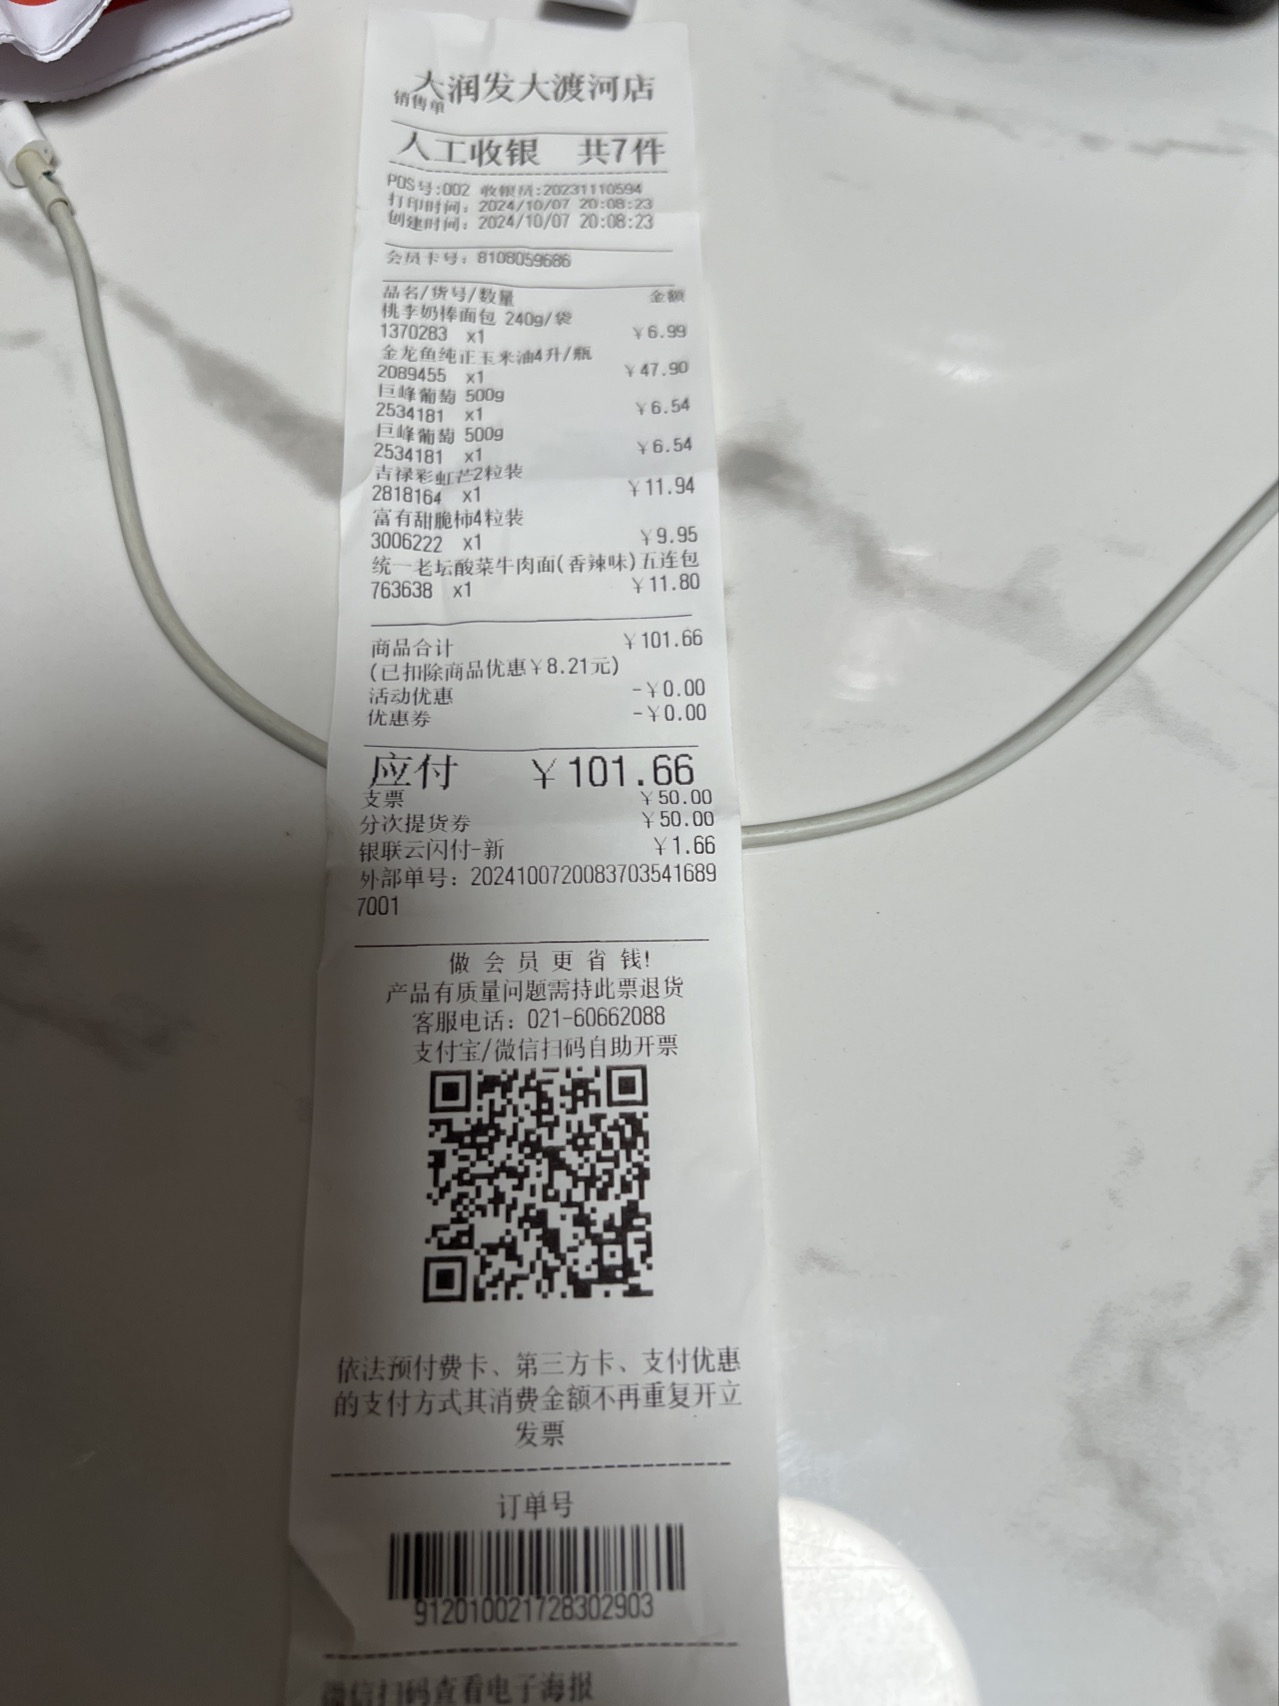 大润发大渡河店
销售单
人工收银 共7件
POS号:002 收银员:20231110594
打印时间: 2024/10/07 20:08:23
创建时间: 2024/10/07 20:08:23
会员卡号: 8108059686
品名/货号/数量 金额
桃李奶棒面包 240g/袋
1370283 x1 ¥6.99
金龙鱼纯正玉米油4升/瓶
2089455 x1 ¥47.90
巨峰葡萄 500g
2534181 x1 ¥6.54
巨峰葡萄 500g
2534181 x1 ¥6.54
吉禄彩虹芒2粒装
2818164 x1 ¥11.94
富有甜脆柿4粒装
3006222 x1 ¥9.95
统一老坛酸菜牛肉面(香辣味)五连包
763638 x1 ¥11.80
商品合计 ¥101.66
(已扣除商品优惠¥8.21元)
活动优惠 -¥0.00
优惠券 -¥0.00
应付 ¥101.66
支票 ¥50.00
分次提货券 ¥50.00
银联云闪付-新 ¥1.66
外部单号: 2024100720083703541689
7001
做会员更省钱!
产品有质量问题需持此票退货
客服电话: 021-60662088
支付宝/微信扫码自助开票
依法预付费卡、第三方卡、支付优惠
的支付方式其消费金额不再重复开立
发票
订单号
912010021728302903
微信扫码查看电子海报